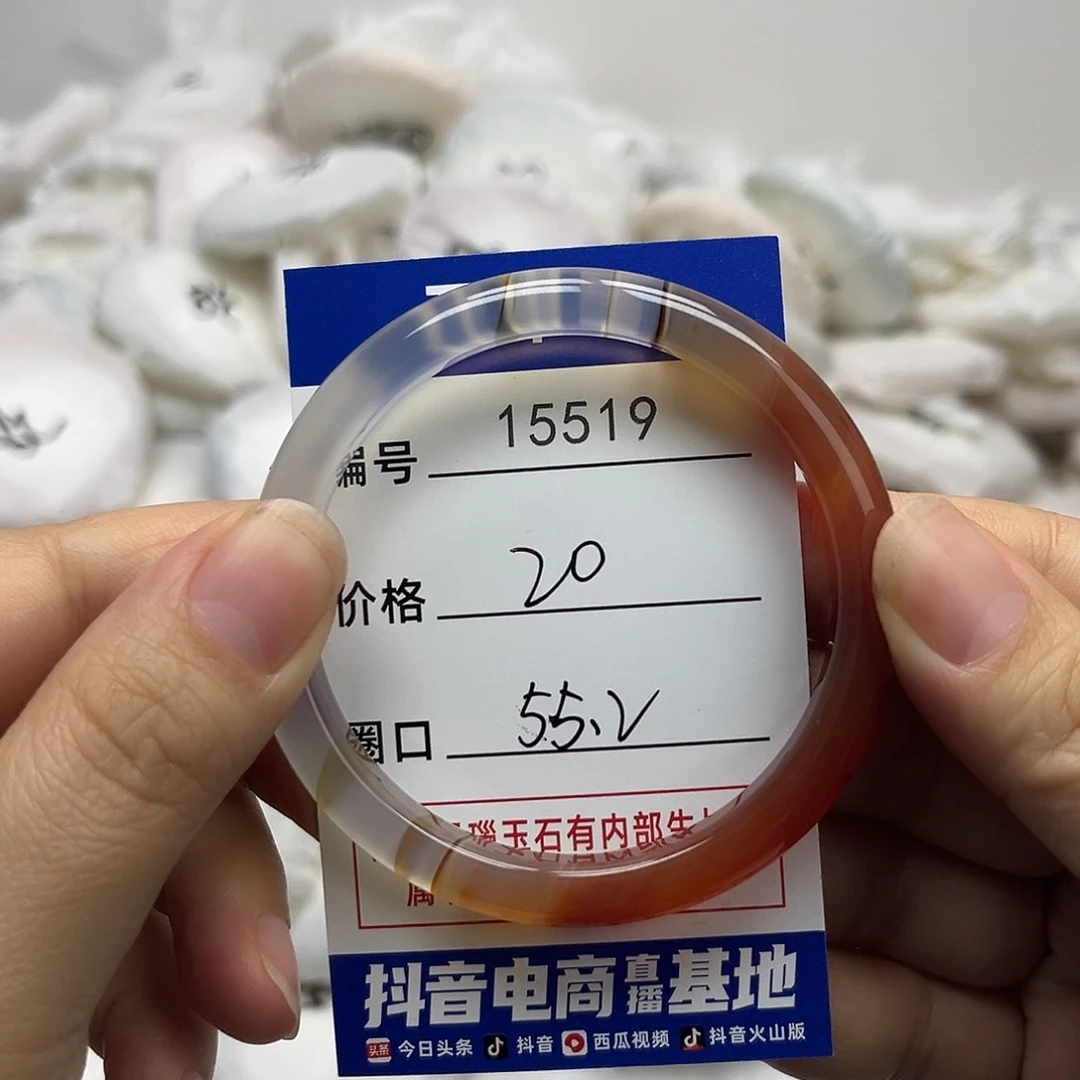 编号 15519
价格 20
圈口 55.2
瑙玉石有内部生
属
抖音电商直播基地
今日头条 抖音 西瓜视频 抖音火山版